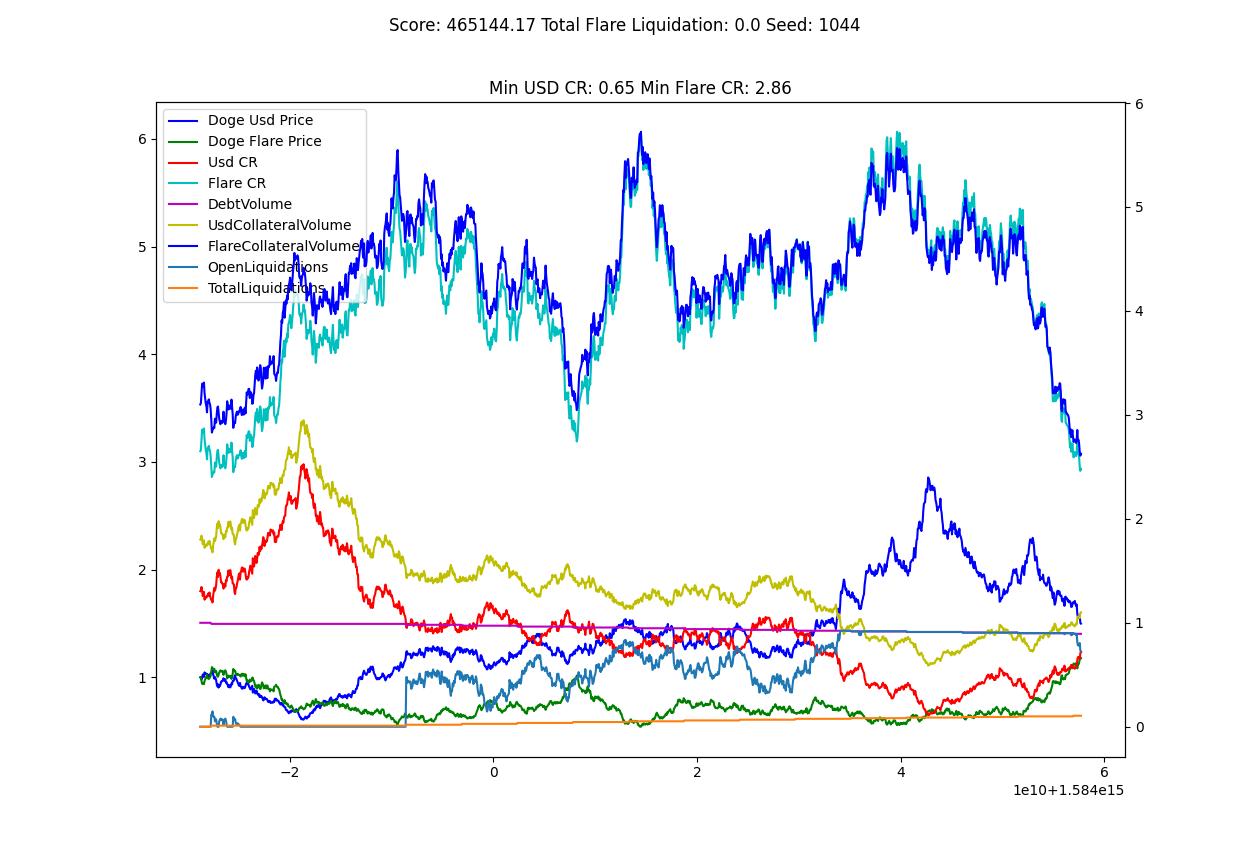 Score: 465144.17 Total Flare Liquidation: 0.0 Seed: 1044
Min USD CR: 0.65 Min Flare CR: 2.86
Doge Usd Price
Doge Flare Price
Usd CR
Flare CR
DebtVolume
UsdCollateralVolume
FlareCollateralVolume
OpenLiquidations
TotalLiquidations
6
5
4
3
2
1
6
5
4
3
2
1
0
−2
0
2
4
6
1e10+1.584e15